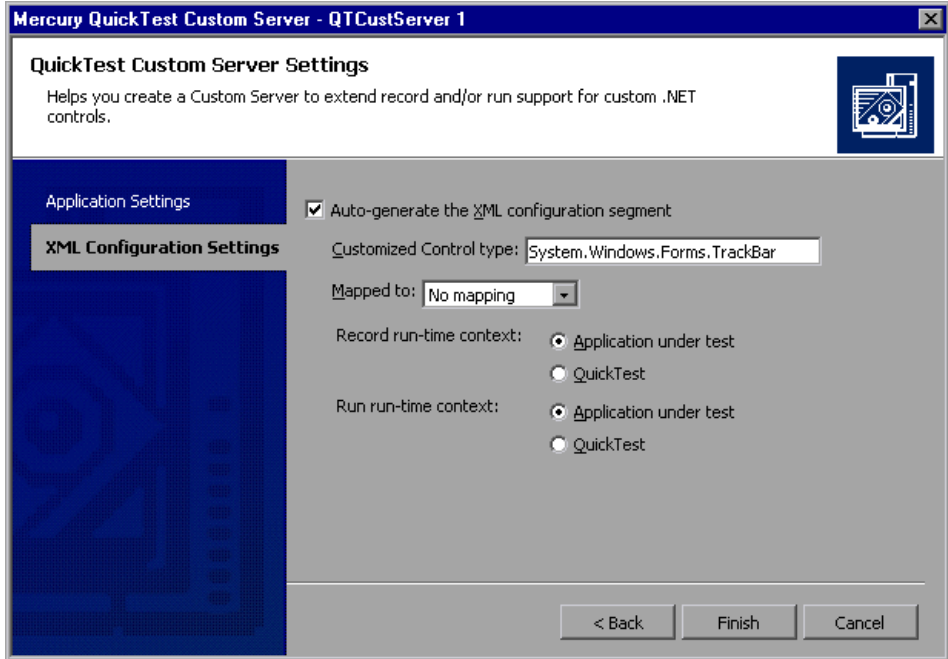 Mercury QuickTest Custom Server - QTCustServer 1
QuickTest Custom Server Settings
Helps you create a Custom Server to extend record and/or run support for custom .NET
controls.
Application Settings
XML Configuration Settings
Auto-generate the XML configuration segment
Customized Control type: System.Windows.Forms.TrackBar
Mapped to: No mapping
Record run-time context: Application under test
QuickTest
Run run-time context: Application under test
QuickTest
< Back Finish Cancel